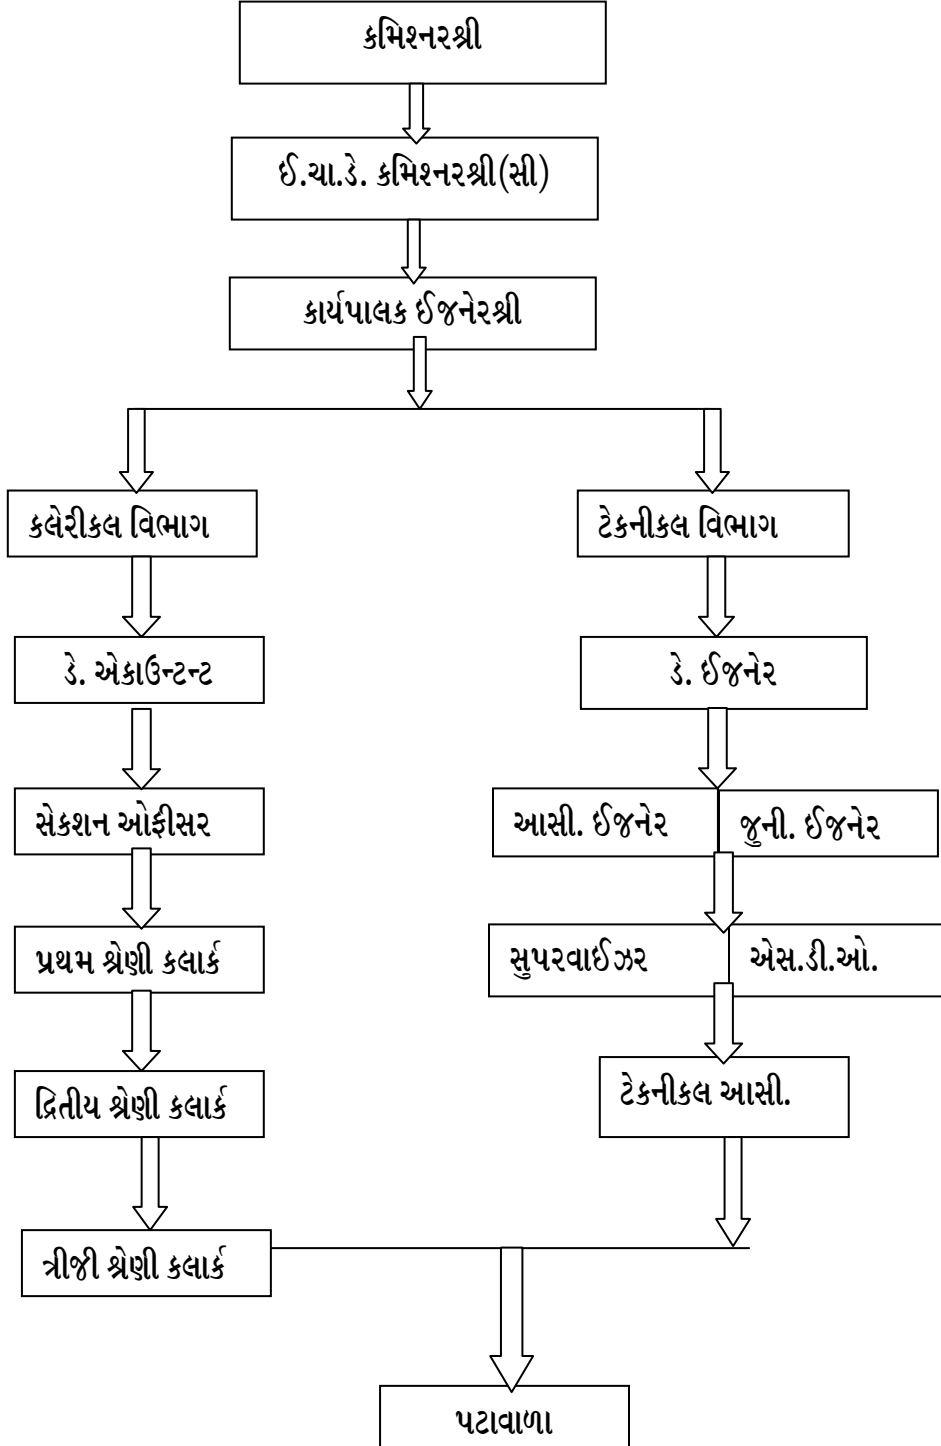 કમિશ્નરશ્રી
ઈ.ચા.ડે. કમિશ્નરશ્રી(સી)
કાર્યપાલક ઈજનેરશ્રી
કલેરીકલ વિભાગ
ટેકનીકલ વિભાગ
ડે. એકાઉન્ટન્ટ
ડે. ઈજનેર
સેકશન ઓફીસર
આસી. ઈજનેર
જુની. ઈજનેર
પ્રથમ શ્રેણી કલાર્ક
સુપરવાઈઝર
એસ.ડી.ઓ.
દ્રિતીય શ્રેણી કલાર્ક
ટેકનીકલ આસી.
ત્રીજી શ્રેણી કલાર્ક
પટાવાળા